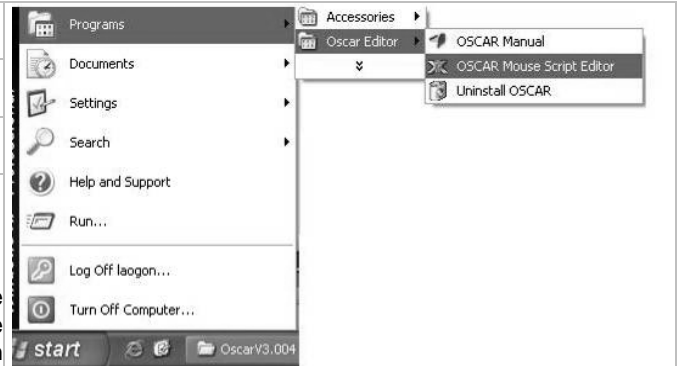 Programs
Accessories
Oscar Editor
OSCAR Manual
Documents
OSCAR Mouse Script Editor
Uninstall OSCAR
Settings
Search
Help and Support
Run...
Log Off laogon...
Turn Off Computer...
start
OscarV3.004